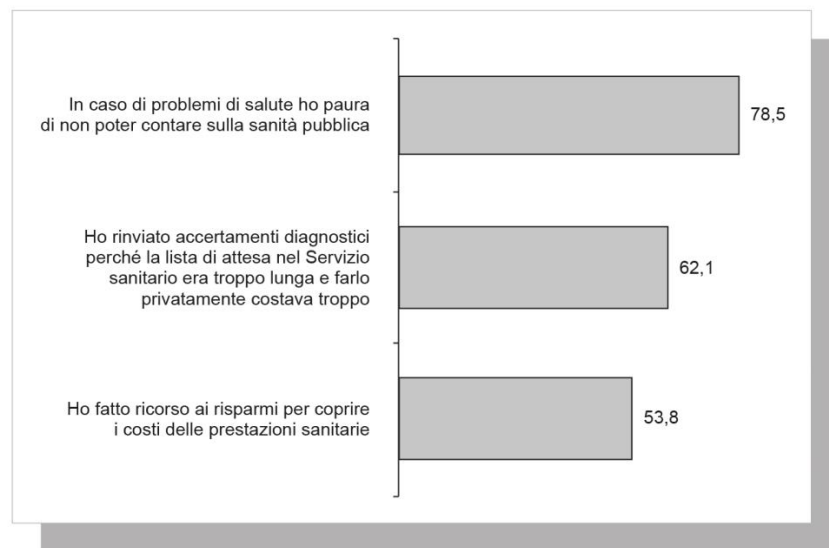 In caso di problemi di salute ho paura
di non poter contare sulla sanità pubblica
78,5
Ho rinviato accertamenti diagnostici
perché la lista di attesa nel Servizio
sanitario era troppo lunga e farlo
privatamente costava troppo
62,1
Ho fatto ricorso ai risparmi per coprire
i costi delle prestazioni sanitarie
53,8